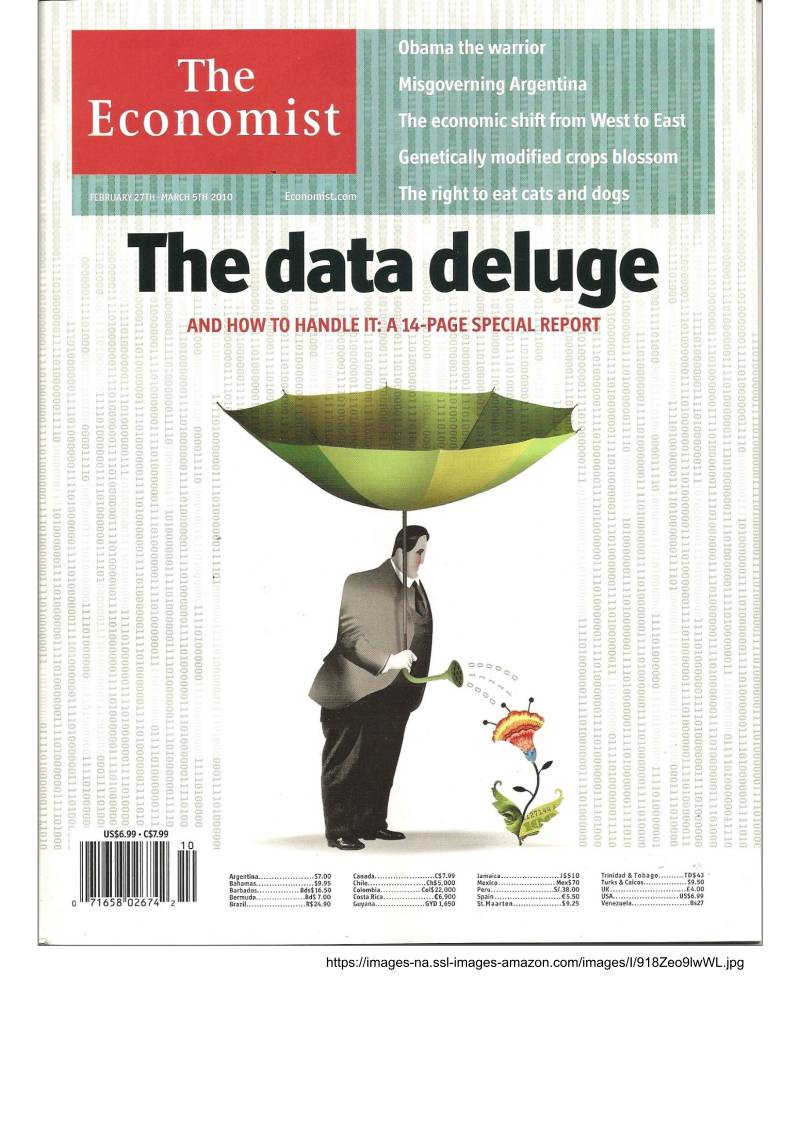 The
Economist
FEBRUARY 27TH–MARCH 5TH 2010
Economist.com
Obama the warrior
Misgoverning Argentina
The economic shift from West to East
Genetically modified crops blossom
The right to eat cats and dogs
The data deluge
AND HOW TO HANDLE IT: A 14-PAGE SPECIAL REPORT
US$6.99 • C$7.99
10
0 71658 02674 2
Argentina....................$7.00
Bahamas....................$9.95
Barbados...............Bds$16.50
Bermuda................Bd$ 7.00
Brazil....................R$24.90
Canada....................C$7.99
Chile....................Ch$5,000
Colombia...........Col$22,000
Costa Rica................₡6,900
Guyana.............GYD 1,650
Jamaica....................J$510
Mexico.................Mex$70
Peru....................S/.38.00
Spain....................€5.50
St.Maarten...............$9.25
Trinidad & Tobago...........TD$43
Turks & Caicos...............$9.50
UK....................£4.00
USA....................US$6.99
Venezuela....................Bs27
https://images-na.ssl-images-amazon.com/images/I/918Zeo9lwWL.jpg